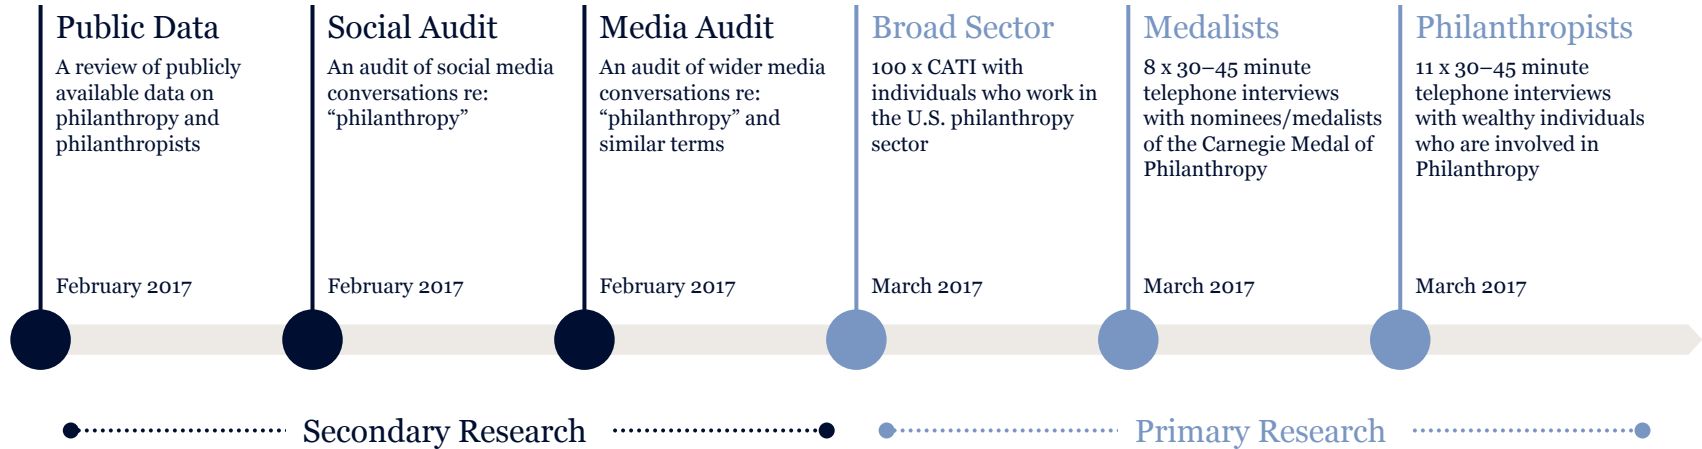 Public Data
A review of publicly
available data on
philanthropy and
philanthropists
February 2017
Social Audit
An audit of social media
conversations re:
“philanthropy”
February 2017
Media Audit
An audit of wider media
conversations re:
“philanthropy” and
similar terms
February 2017
Broad Sector
100 x CATI with
individuals who work in
the U.S. philanthropy
sector
March 2017
Medalists
8 x 30–45 minute
telephone interviews
with nominees/medalists
of the Carnegie Medal of
Philanthropy
March 2017
Philanthropists
11 x 30–45 minute
telephone interviews
with wealthy individuals
who are involved in
Philanthropy
March 2017
Secondary Research
Primary Research